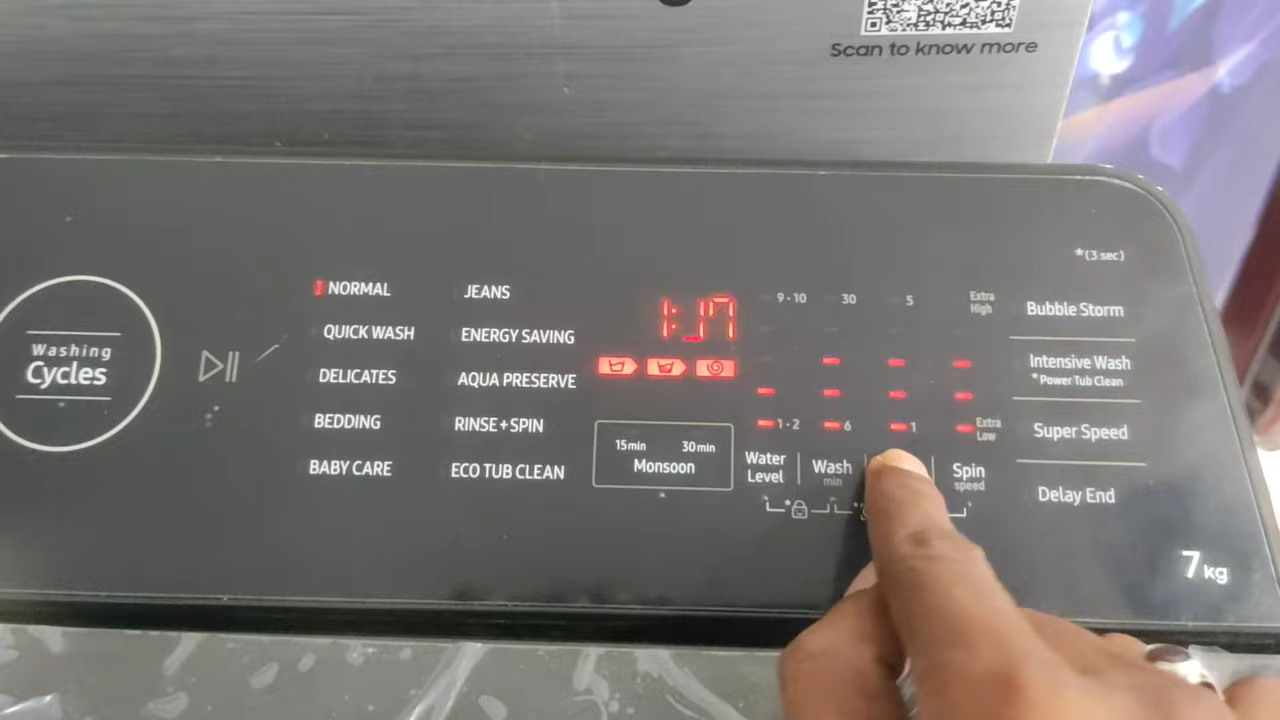 Scan to know more
*(3 sec)
Washing
Cycles
NORMAL
QUICK WASH
DELICATES
BEDDING
BABY CARE
JEANS
ENERGY SAVING
AQUA PRESERVE
RINSE+SPIN
ECO TUB CLEAN
15min 30min
Monsoon
9·10 30 5 Extra
High
1·2 6 1 Extra
Low
Water
Level
Wash
min
Spin
speed
Bubble Storm
Intensive Wash
*Power Tub Clean
Super Speed
Delay End
7kg